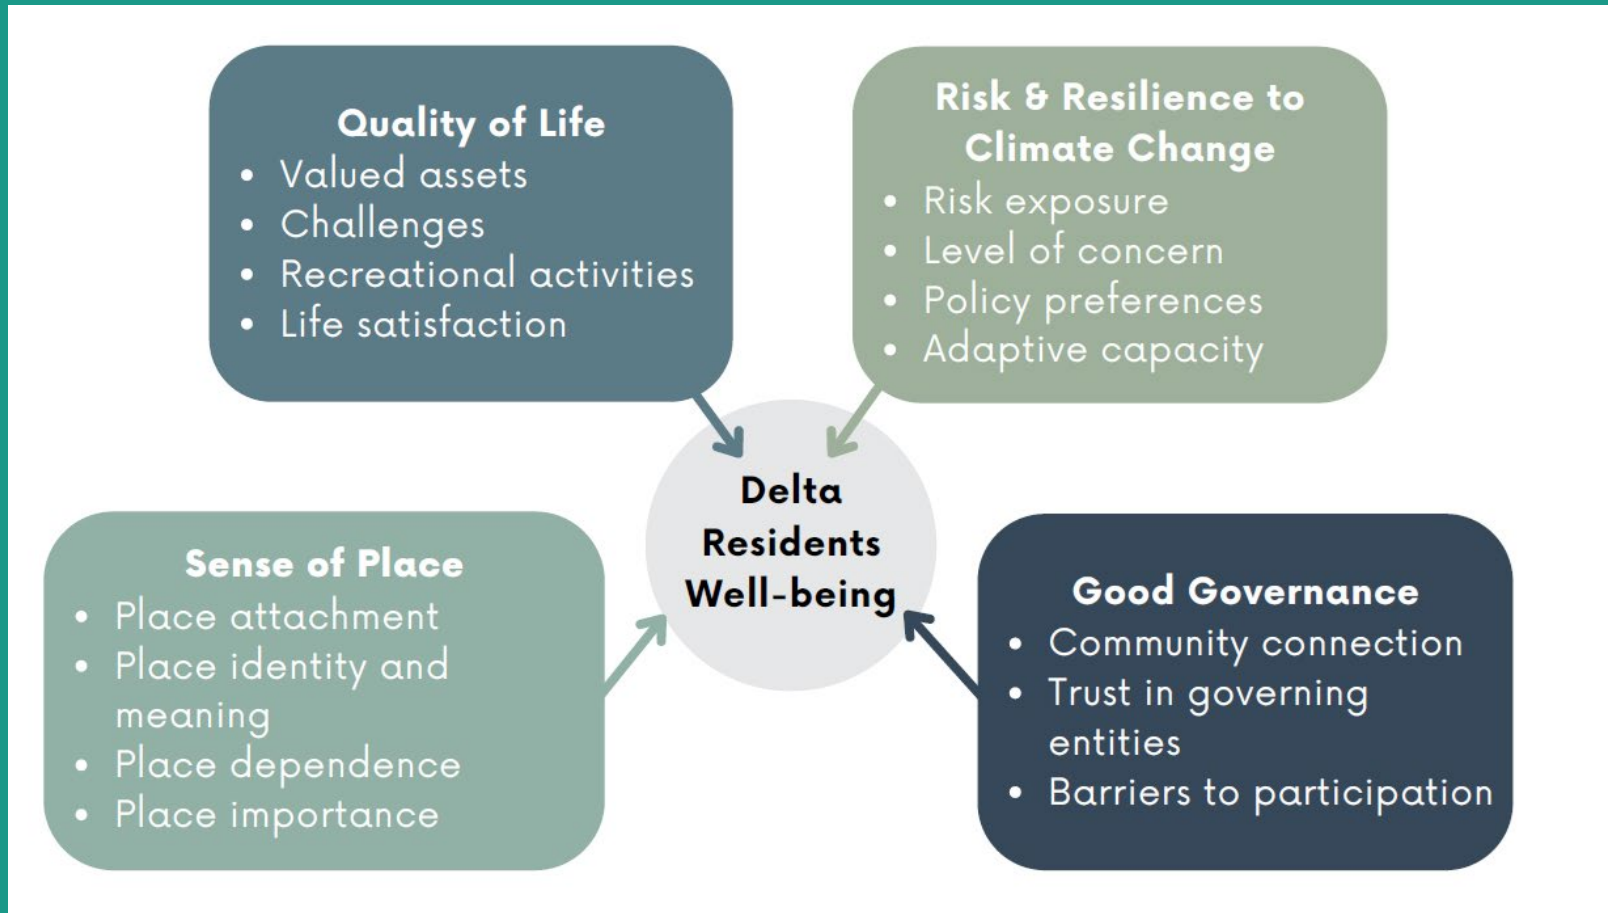 Quality of Life
• Valued assets
• Challenges
• Recreational activities
• Life satisfaction
Risk & Resilience to
Climate Change
• Risk exposure
• Level of concern
• Policy preferences
• Adaptive capacity
Delta
Residents
Well-being
Sense of Place
• Place attachment
• Place identity and
meaning
• Place dependence
• Place importance
Good Governance
• Community connection
• Trust in governing
entities
• Barriers to participation